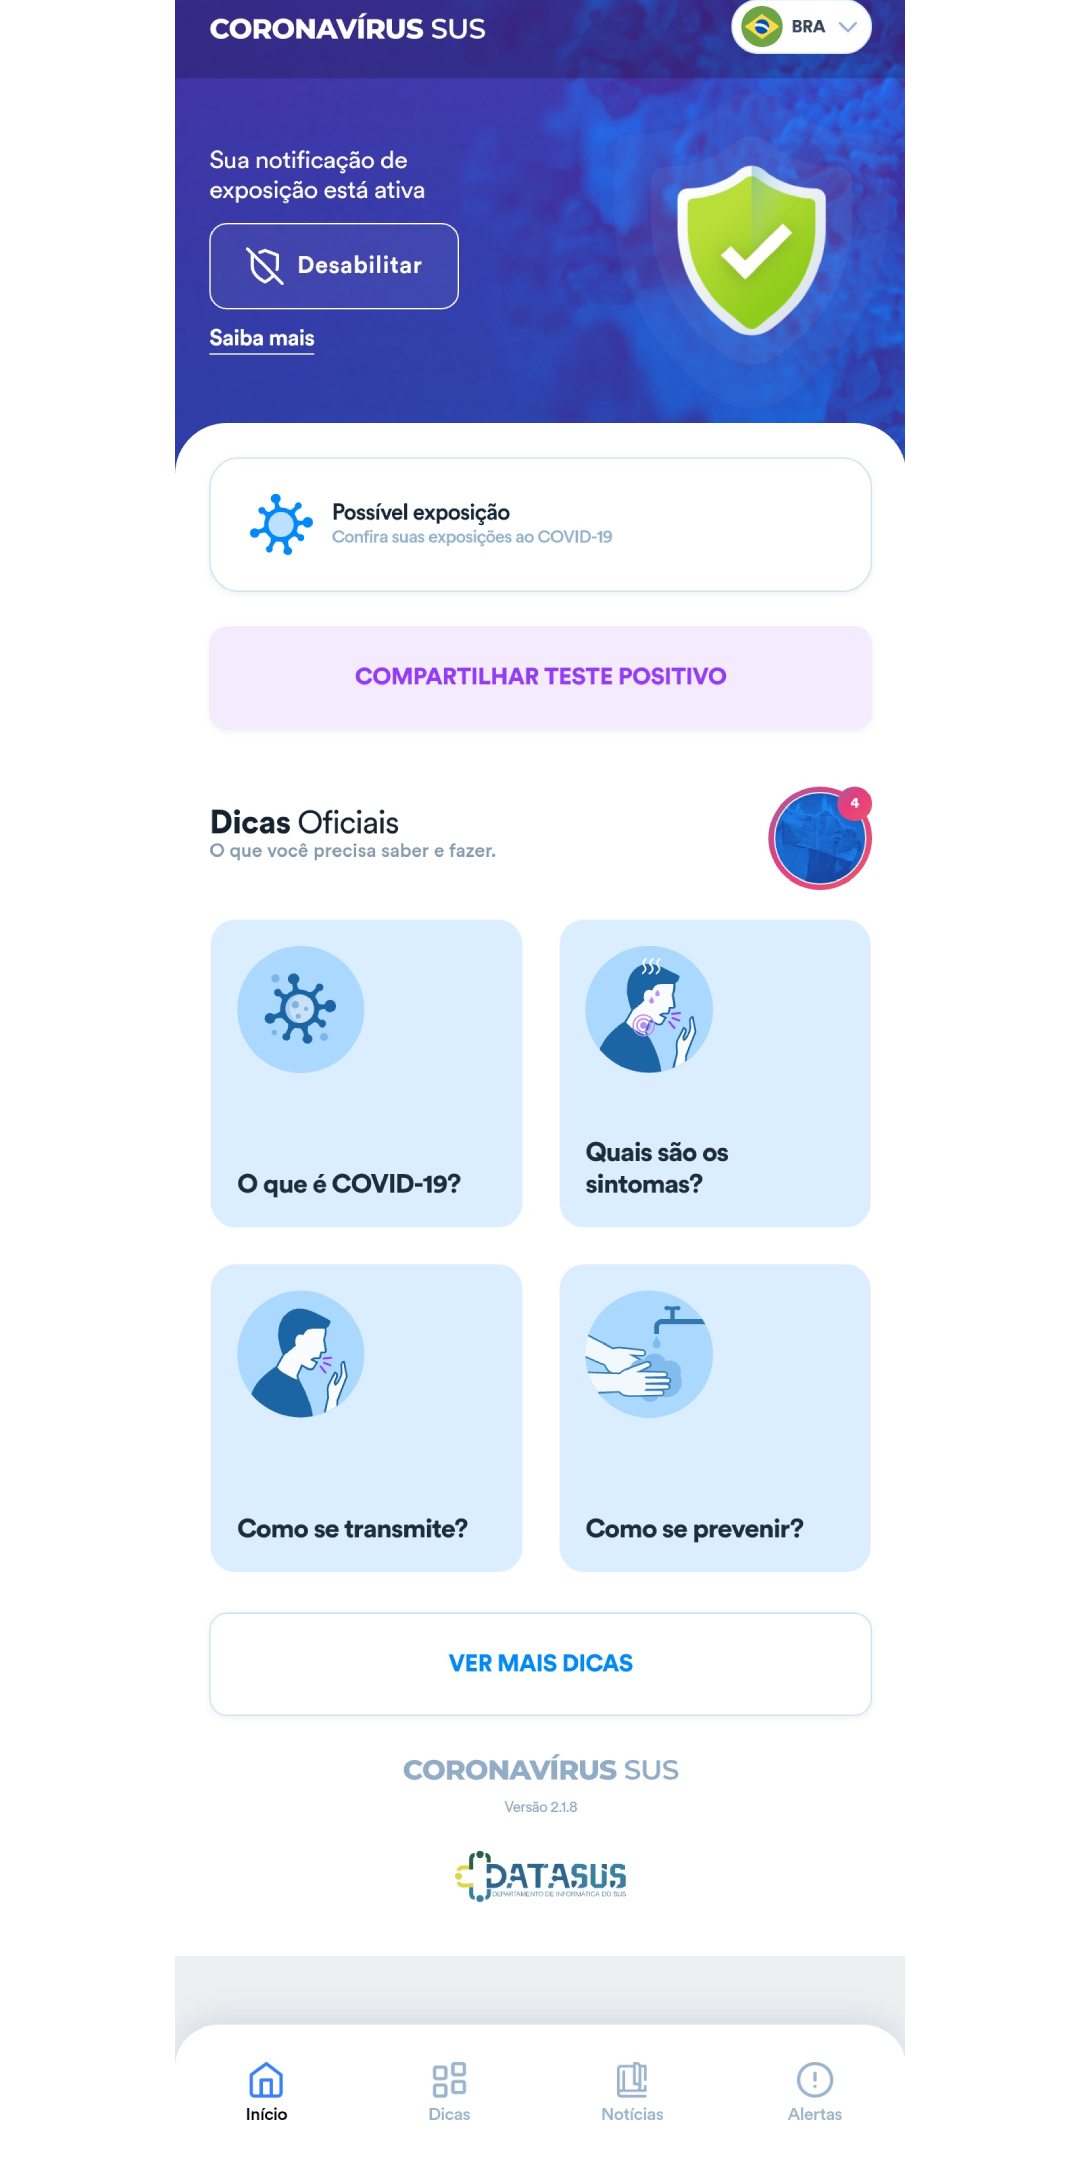 CORONAVÍRUS SUS
BRA
Sua notificação de
exposição está ativa
Desabilitar
Saiba mais
Possível exposição
Confira suas exposições ao COVID-19
COMPARTILHAR TESTE POSITIVO
Dicas Oficiais
4
O que você precisa saber e fazer.
O que é COVID-19?
Quais são os
sintomas?
Como se transmite?
Como se prevenir?
VER MAIS DICAS
CORONAVÍRUS SUS
Versão 2.1.8
DATASUS
DEPARTAMENTO DE INFORMÁTICA DO SUS
Início
Dicas
Notícias
Alertas